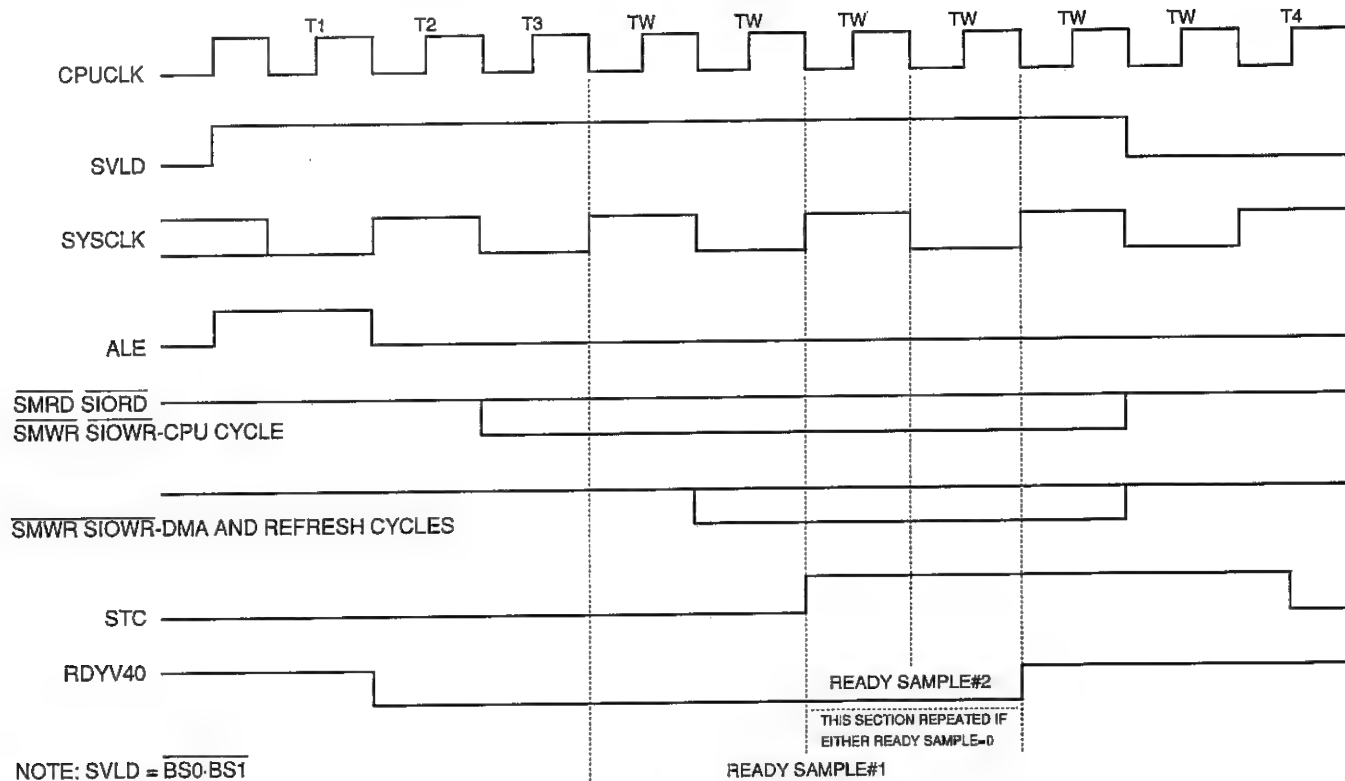 T1 T2 T3 TW TW TW TW TW TW T4
CPUCLK
SVLD
SYSCLK
ALE
SMRD SIORD
SMWR SIOWR-CPU CYCLE
SMWR SIOWR-DMA AND REFRESH CYCLES
STC
RDYV40
READY SAMPLE#2
THIS SECTION REPEATED IF
EITHER READY SAMPLE=0
NOTE: SVLD = BS0·BS1
READY SAMPLE#1